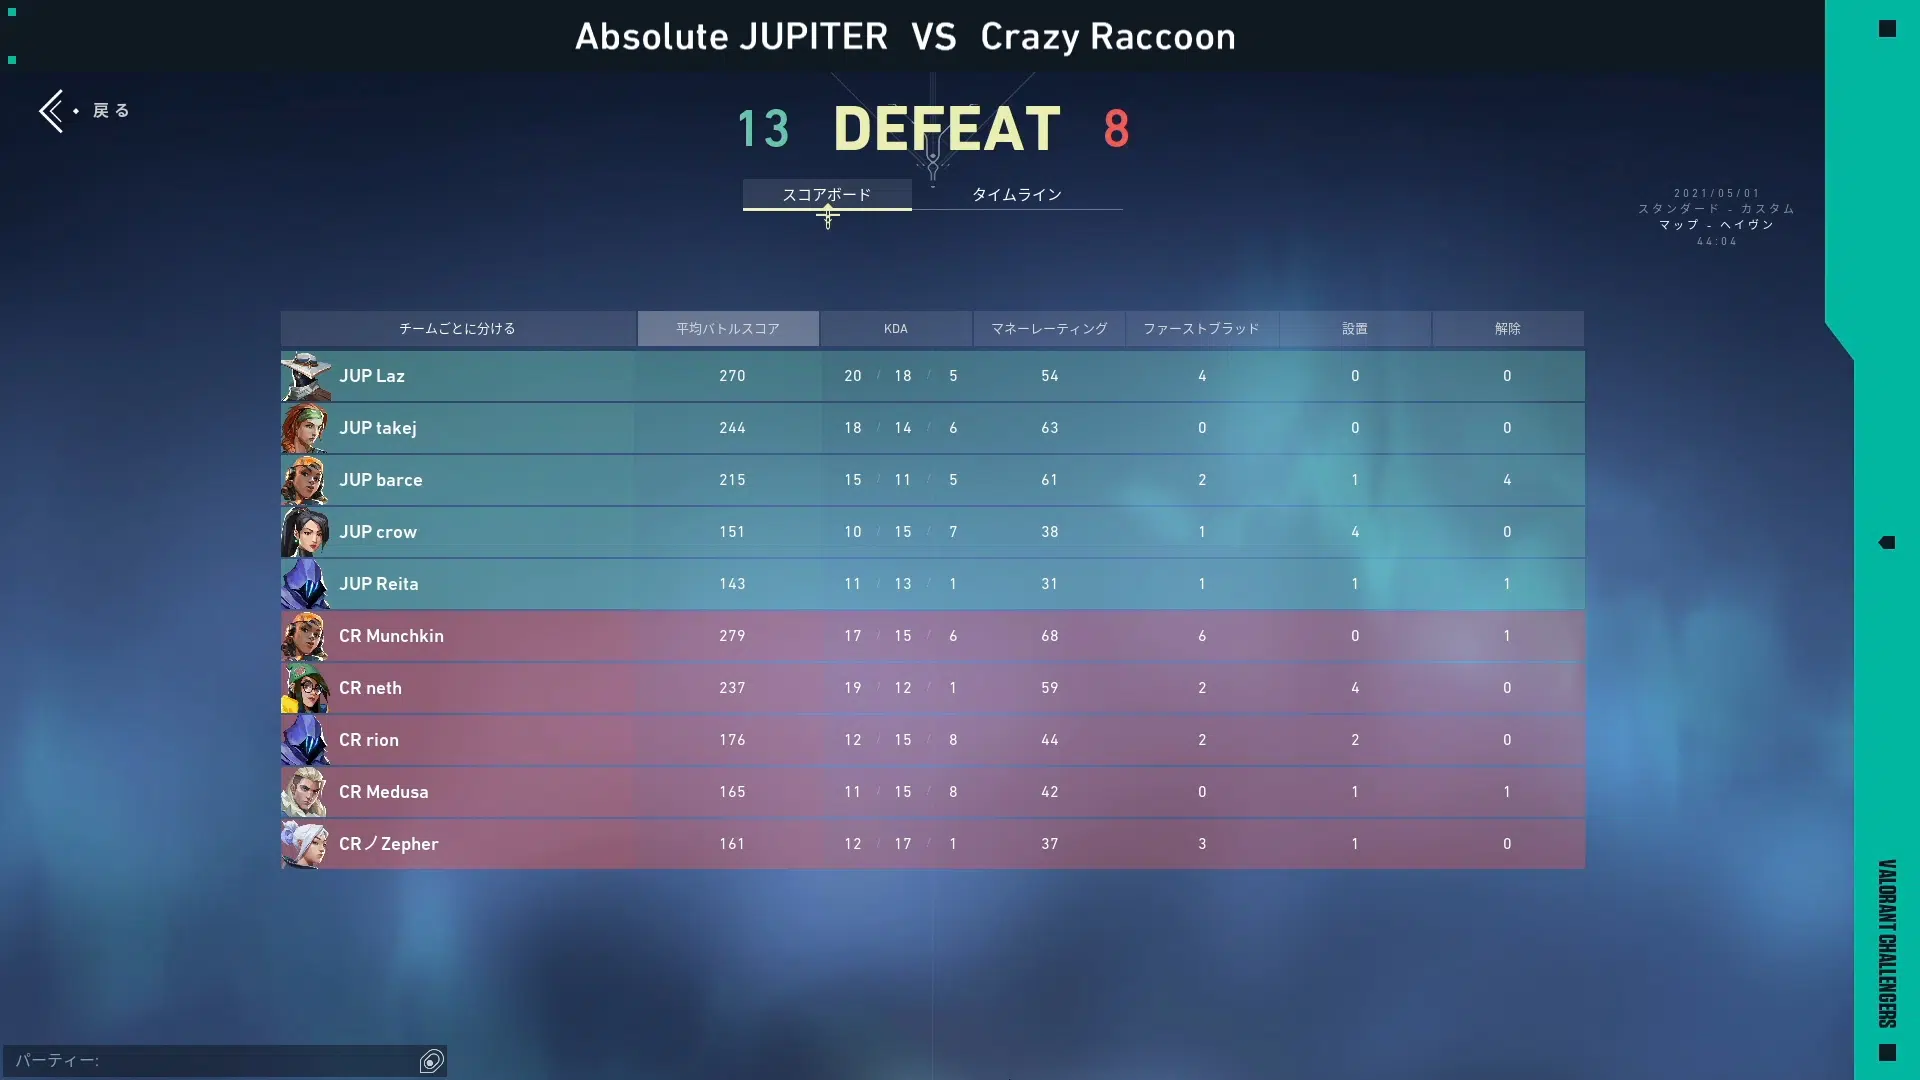 Absolute JUPITER VS Crazy Raccoon
戻る
13 DEFEAT 8
スコアボード タイムライン
2021/05/01
スタンダード - カスタム
マップ - ヘイヴン
44:04
チームごとに分ける 平均バトルスコア KDA マネーレーティング ファーストブラッド 設置 解除
JUP Laz 270 20 / 18 / 5 54 4 0 0
JUP takej 244 18 / 14 / 6 63 0 0 0
JUP barce 215 15 / 11 / 5 61 2 1 4
JUP crow 151 10 / 15 / 7 38 1 4 0
JUP Reita 143 11 / 13 / 1 31 1 1 1
CR Munchkin 279 17 / 15 / 6 68 6 0 1
CR neth 237 19 / 12 / 1 59 2 4 0
CR rion 176 12 / 15 / 8 44 2 2 0
CR Medusa 165 11 / 15 / 8 42 0 1 1
CRノZepher 161 12 / 17 / 1 37 3 1 0
VALORANT CHALLENGERS
パーティー: